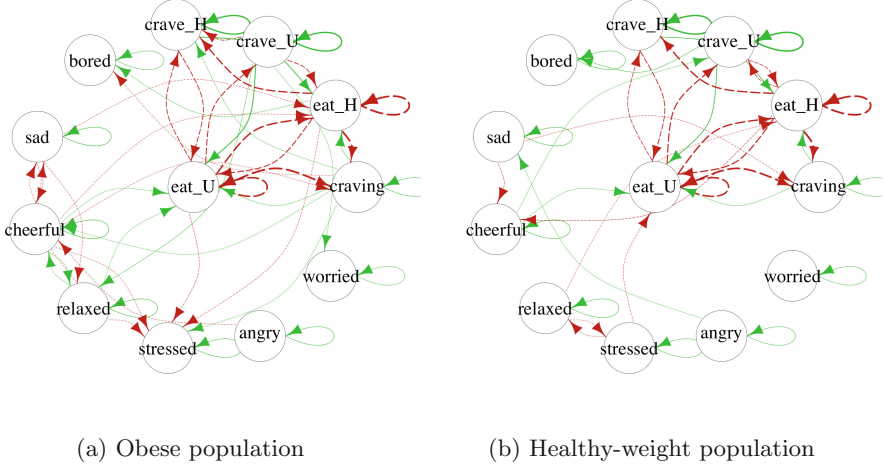 crave_H
crave_U
bored
eat_H
sad
eat_U
craving
cheerful
worried
relaxed
angry
stressed
crave_H
crave_U
bored
eat_H
sad
eat_U
craving
cheerful
worried
relaxed
angry
stressed
(a) Obese population
(b) Healthy-weight population